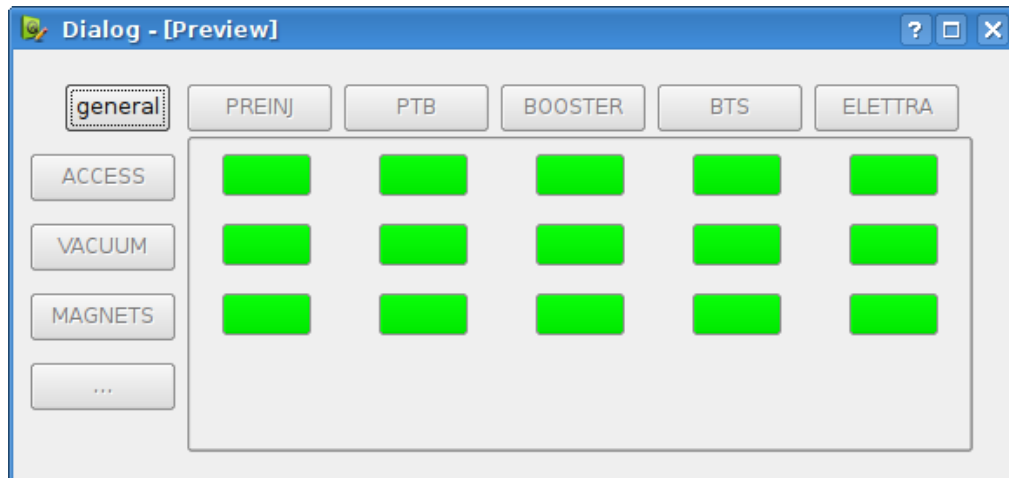 Dialog - [Preview]
general PREINJ PTB BOOSTER BTS ELETTRA
ACCESS
VACUUM
MAGNETS
...